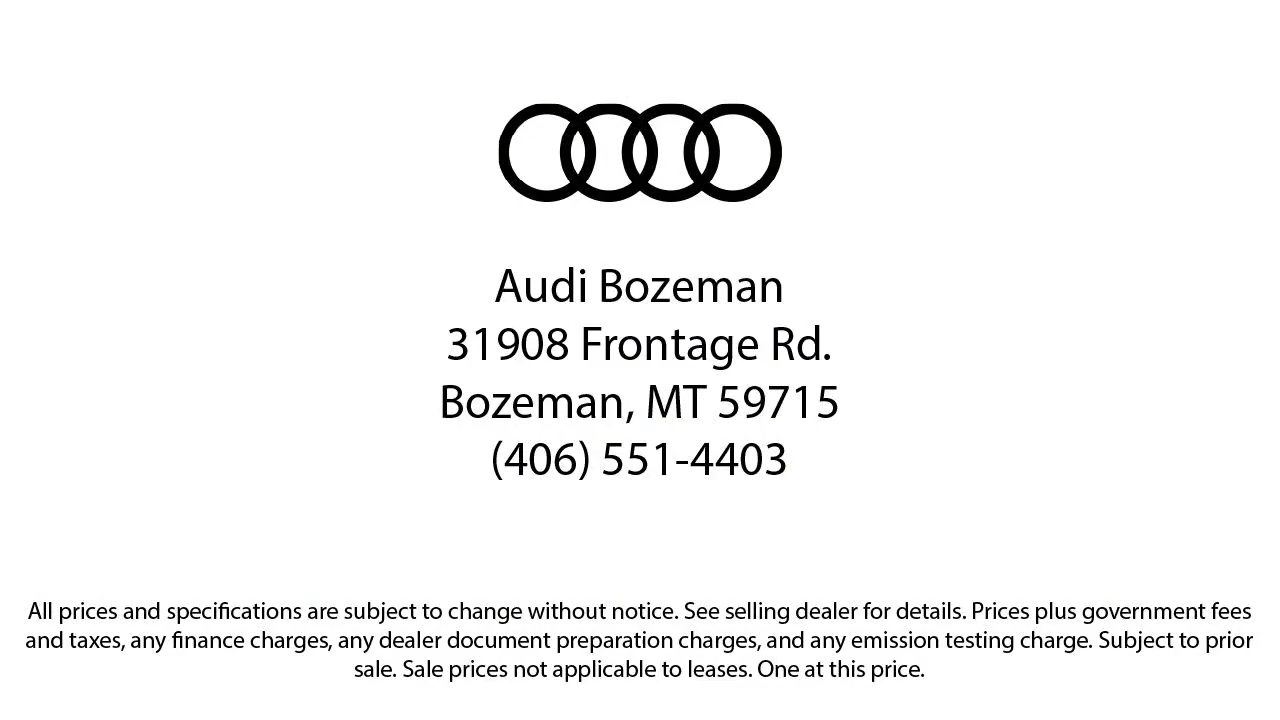 Audi Bozeman
31908 Frontage Rd.
Bozeman, MT 59715
(406) 551-4403
All prices and specifications are subject to change without notice. See selling dealer for details. Prices plus government fees
and taxes, any finance charges, any dealer document preparation charges, and any emission testing charge. Subject to prior
sale. Sale prices not applicable to leases. One at this price.